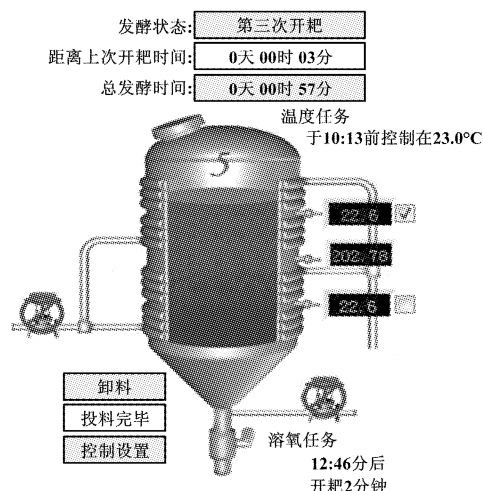 发酵状态: 第三次开耙
距离上次开耙时间: 0天 00时 03分
总发酵时间: 0天 00时 57分
温度任务
于10:13前控制在23.0°C
5
22.6
202.78
22.6
卸料
投料完毕
控制设置
溶氧任务
12:46分后
开耙2分钟